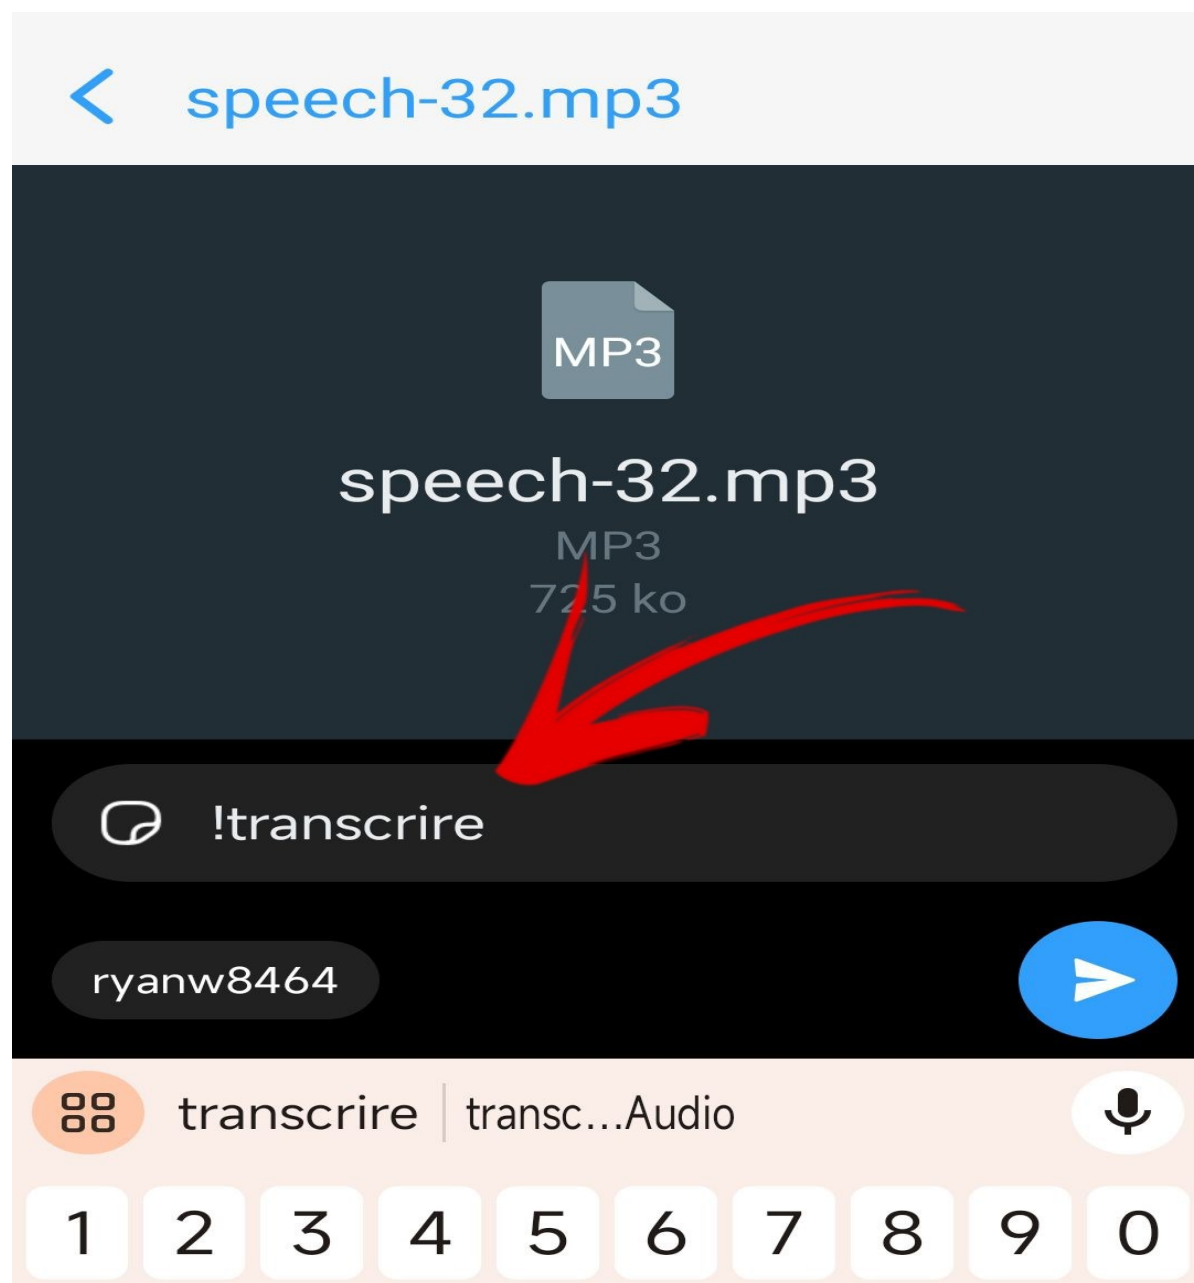 speech-32.mp3
MP3
speech-32.mp3
MP3
725 ko
!transcrire
ryanw8464
transcrire transc...Audio
1 2 3 4 5 6 7 8 9 0